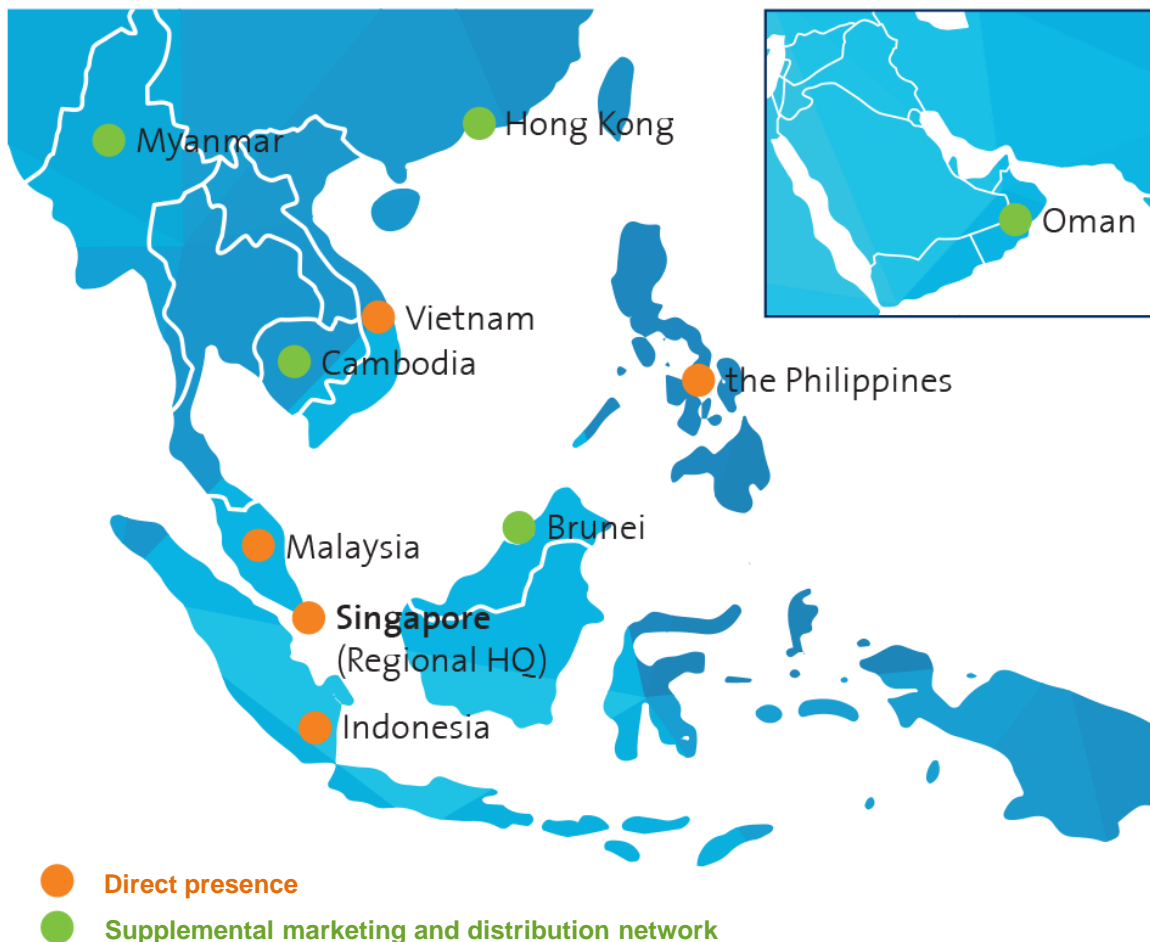 Myanmar
Hong Kong
Oman
Vietnam
Cambodia
the Philippines
Brunei
Malaysia
Singapore
(Regional HQ)
Indonesia
Direct presence
Supplemental marketing and distribution network